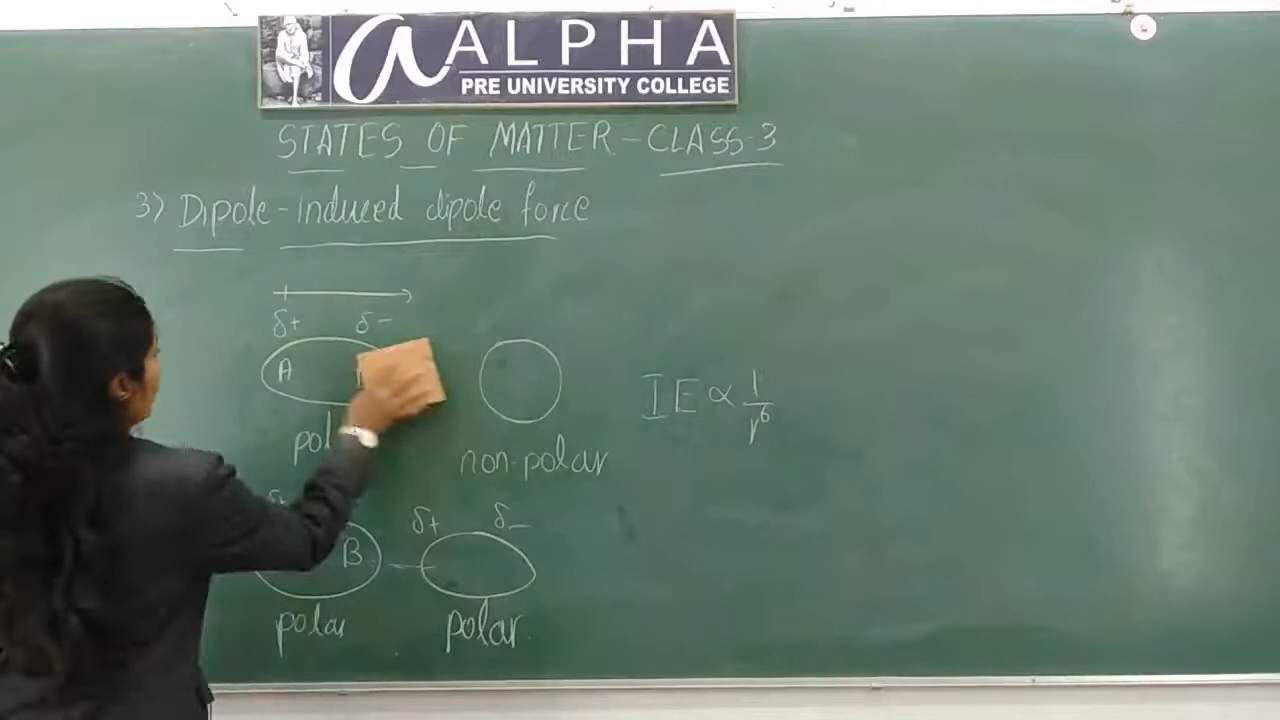 a ALPHA
PRE UNIVERSITY COLLEGE
STATES OF MATTER - CLASS-3
3) Dipole-induced dipole force
δ+ δ-
A
non-polar
IE ∝ 1/r⁶
B
δ+ δ-
polar
polar.